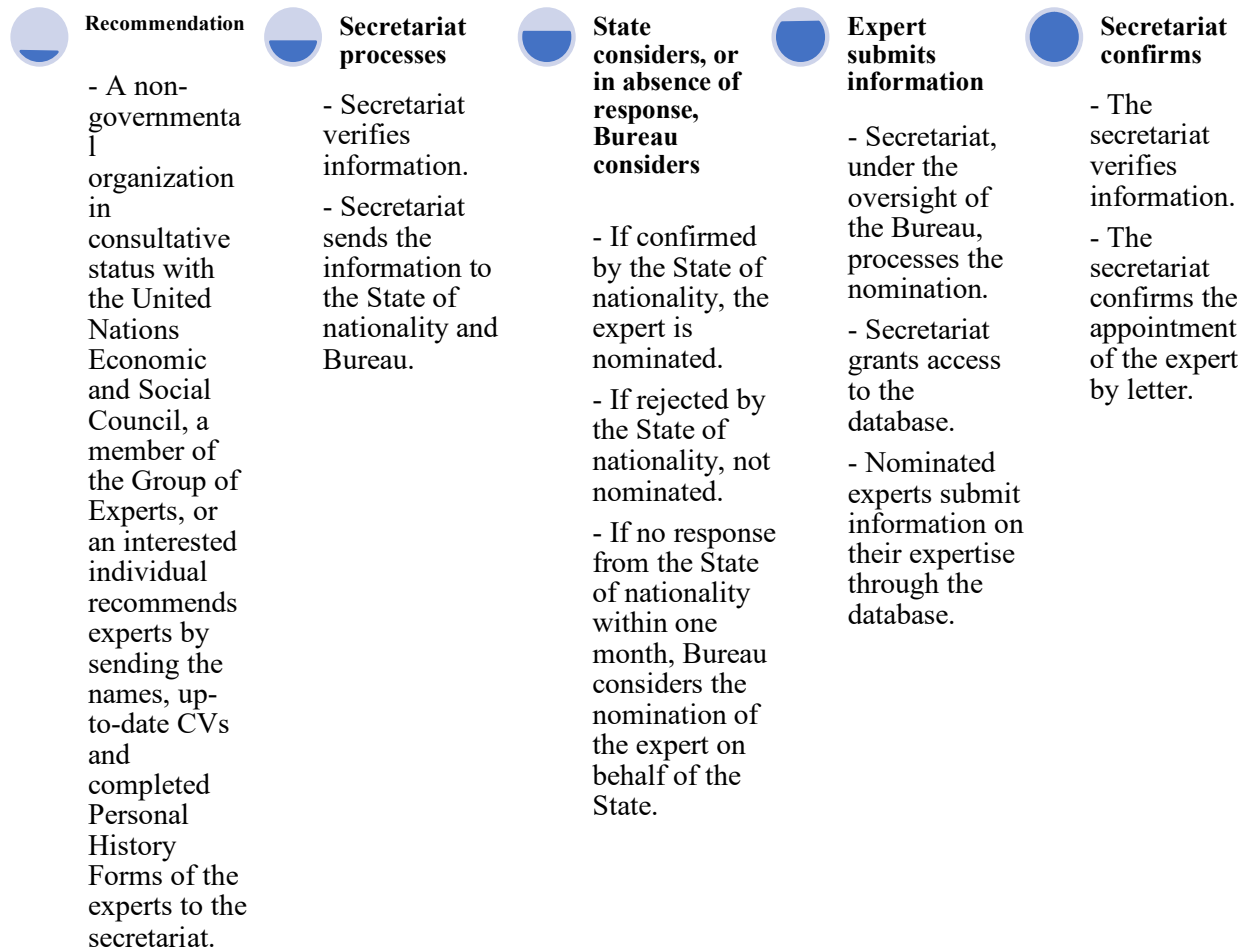 Recommendation
- A non-
governmenta
l
organization
in
consultative
status with
the United
Nations
Economic
and Social
Council, a
member of
the Group of
Experts, or
an interested
individual
recommends
experts by
sending the
names, up-
to-date CVs
and
completed
Personal
History
Forms of the
experts to the
secretariat.
Secretariat
processes
- Secretariat
verifies
information.
- Secretariat
sends the
information to
the State of
nationality and
Bureau.
State
considers, or
in absence of
response,
Bureau
considers
- If confirmed
by the State of
nationality, the
expert is
nominated.
- If rejected by
the State of
nationality, not
nominated.
- If no response
from the State
of nationality
within one
month, Bureau
considers the
nomination of
the expert on
behalf of the
State.
Expert
submits
information
- Secretariat,
under the
oversight of
the Bureau,
processes the
nomination.
- Secretariat
grants access
to the
database.
- Nominated
experts submit
information on
their expertise
through the
database.
Secretariat
confirms
- The
secretariat
verifies
information.
- The
secretariat
confirms the
appointment
of the expert
by letter.